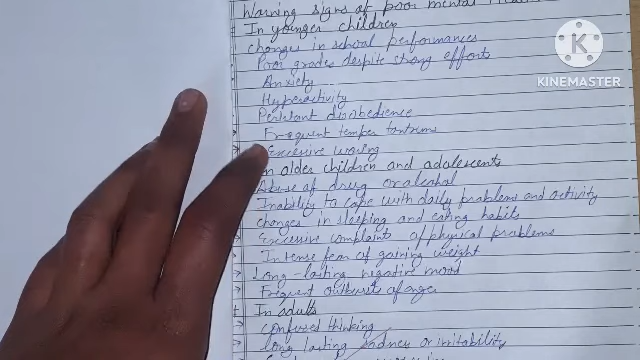 Warning signs of poor mental
In younger children
changes in school performances
Poor grades despite strong efforts
Anxiety
Hyperactivity
Persistant disobedience
Frequent temper tantrums
Excessive woring
In older children and adolescents
Abuse of drug or alcohol
Inability to cope with daily problems and activity
changes in sleeping and eating habits
Excessive complaints of physical problems
Intense fear of gaining weight
Long-lasting negative mood
Frequent outburst of anger
In adults
confused thinking
long lasting sadness or irritability
K
KINEMASTER